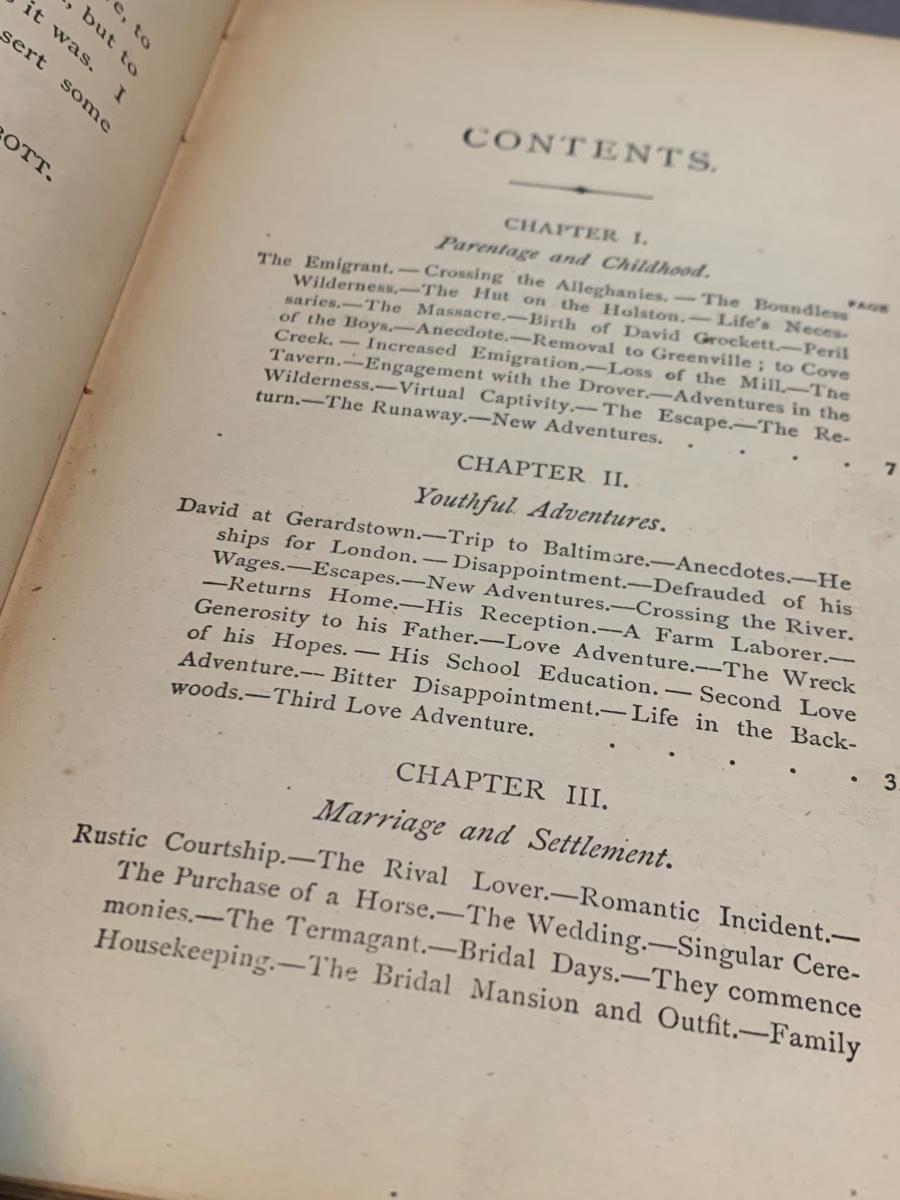 e, to
, but to
it was. I
sert some
BOTT.
CONTENTS.
CHAPTER I.
Parentage and Childhood.
PAGE
The Emigrant. — Crossing the Alleghanies. — The Boundless
Wilderness.—The Hut on the Holston. — Life's Neces-
saries.—The Massacre.—Birth of David Crockett.—Peril
of the Boys.—Anecdote.—Removal to Greenville ; to Cove
Creek. — Increased Emigration.—Loss of the Mill.—The
Tavern.—Engagement with the Drover.—Adventures in the
Wilderness.—Virtual Captivity.—The Escape.—The Re-
turn.—The Runaway.—New Adventures. . . . . 7
CHAPTER II.
Youthful Adventures.
David at Gerardstown.—Trip to Baltimore.—Anecdotes.—He
ships for London. — Disappointment.—Defrauded of his
Wages.—Escapes.—New Adventures.—Crossing the River.
—Returns Home.—His Reception.—A Farm Laborer.—
Generosity to his Father.—Love Adventure.—The Wreck
of his Hopes. — His School Education. — Second Love
Adventure.— Bitter Disappointment.—Life in the Back-
woods.—Third Love Adventure. . . . . . 3
CHAPTER III.
Marriage and Settlement.
Rustic Courtship.—The Rival Lover.—Romantic Incident.—
The Purchase of a Horse.—The Wedding.—Singular Cere-
monies.—The Termagant.—Bridal Days.—They commence
Housekeeping.—The Bridal Mansion and Outfit.—Family